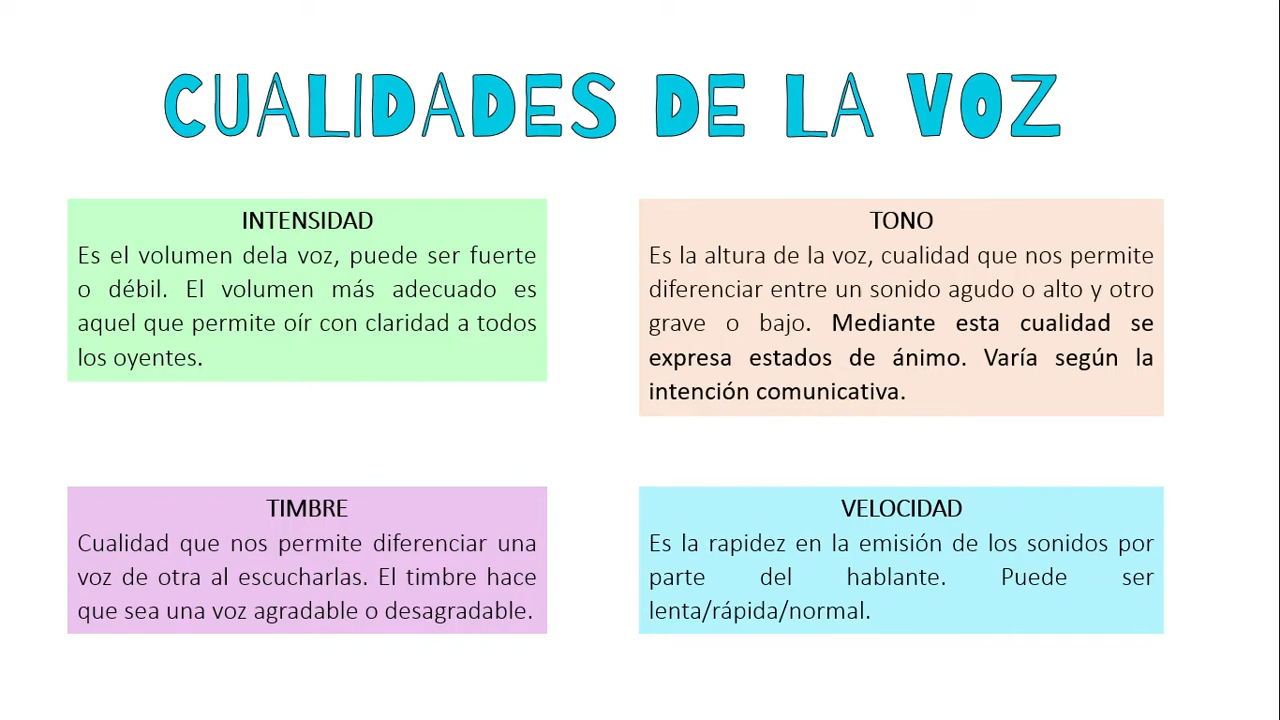 CUALIDADES DE LA VOZ
INTENSIDAD
Es el volumen dela voz, puede ser fuerte
o débil. El volumen más adecuado es
aquel que permite oír con claridad a todos
los oyentes.
TONO
Es la altura de la voz, cualidad que nos permite
diferenciar entre un sonido agudo o alto y otro
grave o bajo. Mediante esta cualidad se
expresa estados de ánimo. Varía según la
intención comunicativa.
TIMBRE
Cualidad que nos permite diferenciar una
voz de otra al escucharlas. El timbre hace
que sea una voz agradable o desagradable.
VELOCIDAD
Es la rapidez en la emisión de los sonidos por
parte del hablante. Puede ser
lenta/rápida/normal.